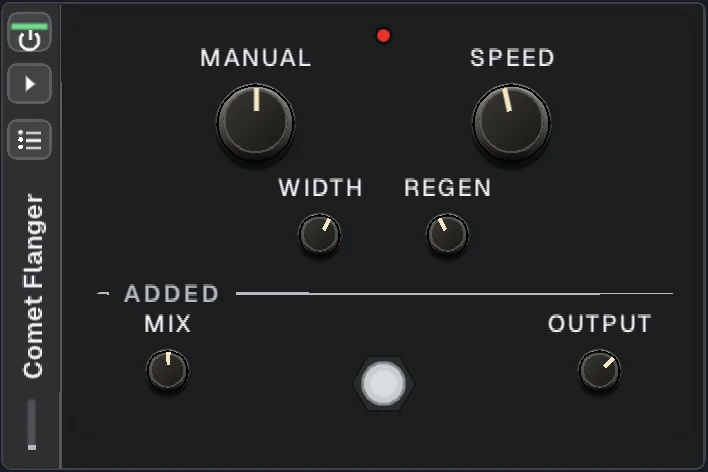 Comet Flanger
MANUAL
SPEED
WIDTH
REGEN
ADDED
MIX
OUTPUT